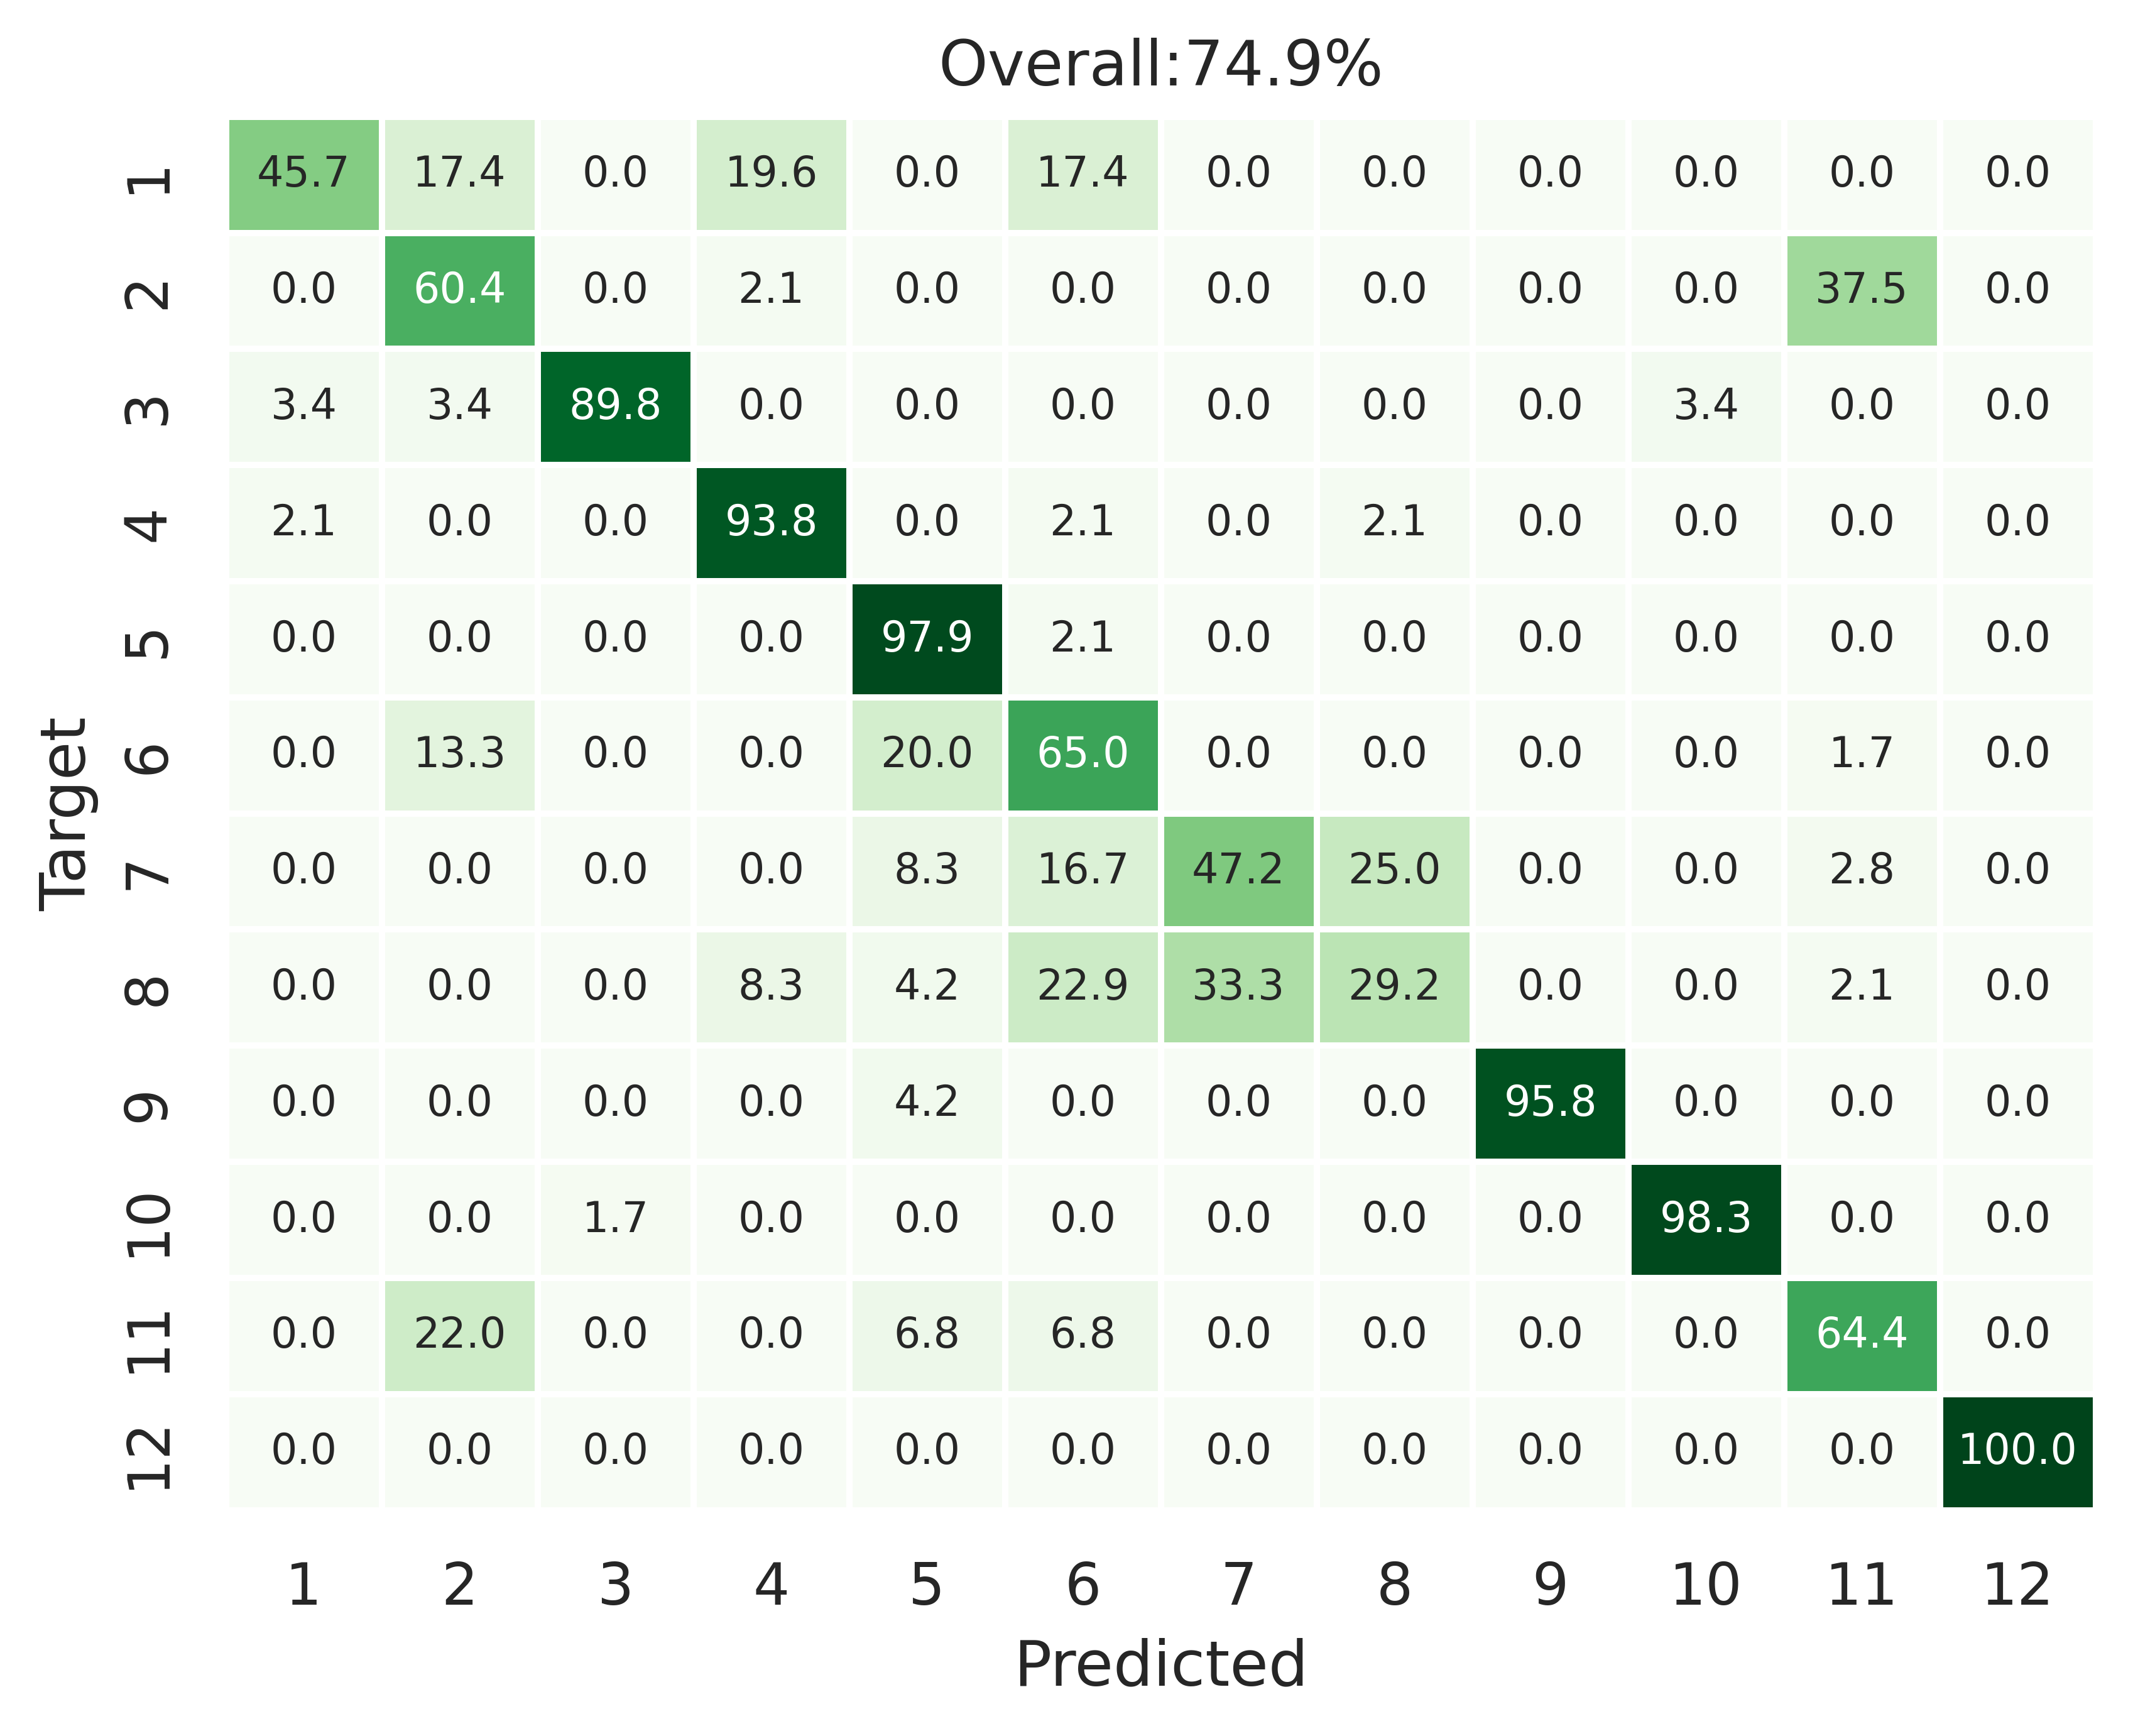 Overall:74.9%
1 45.7 17.4 0.0 19.6 0.0 17.4 0.0 0.0 0.0 0.0 0.0 0.0
2 0.0 60.4 0.0 2.1 0.0 0.0 0.0 0.0 0.0 0.0 37.5 0.0
3 3.4 3.4 89.8 0.0 0.0 0.0 0.0 0.0 0.0 3.4 0.0 0.0
4 2.1 0.0 0.0 93.8 0.0 2.1 0.0 2.1 0.0 0.0 0.0 0.0
5 0.0 0.0 0.0 0.0 97.9 2.1 0.0 0.0 0.0 0.0 0.0 0.0
6 0.0 13.3 0.0 0.0 20.0 65.0 0.0 0.0 0.0 0.0 1.7 0.0
Target
7 0.0 0.0 0.0 0.0 8.3 16.7 47.2 25.0 0.0 0.0 2.8 0.0
8 0.0 0.0 0.0 8.3 4.2 22.9 33.3 29.2 0.0 0.0 2.1 0.0
9 0.0 0.0 0.0 0.0 4.2 0.0 0.0 0.0 95.8 0.0 0.0 0.0
10 0.0 0.0 1.7 0.0 0.0 0.0 0.0 0.0 0.0 98.3 0.0 0.0
11 0.0 22.0 0.0 0.0 6.8 6.8 0.0 0.0 0.0 0.0 64.4 0.0
12 0.0 0.0 0.0 0.0 0.0 0.0 0.0 0.0 0.0 0.0 0.0 100.0
1 2 3 4 5 6 7 8 9 10 11 12
Predicted